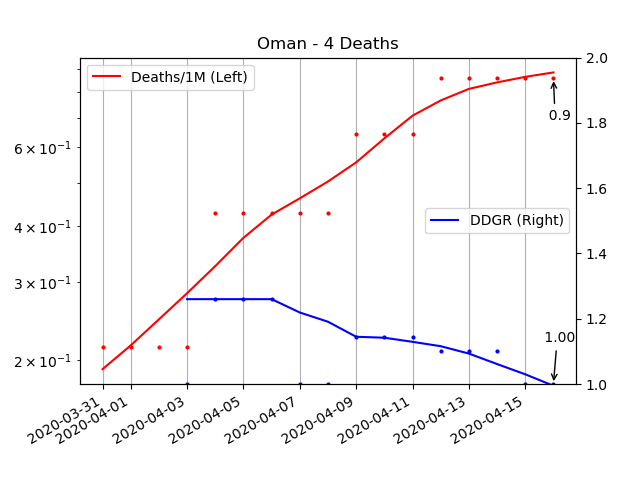 Oman - 4 Deaths
Deaths/1M (Left)
DDGR (Right)
0.9
1.00
6 × 10⁻¹
4 × 10⁻¹
3 × 10⁻¹
2 × 10⁻¹
2.0
1.8
1.6
1.4
1.2
1.0
2020-03-31
2020-04-01
2020-04-03
2020-04-05
2020-04-07
2020-04-09
2020-04-11
2020-04-13
2020-04-15